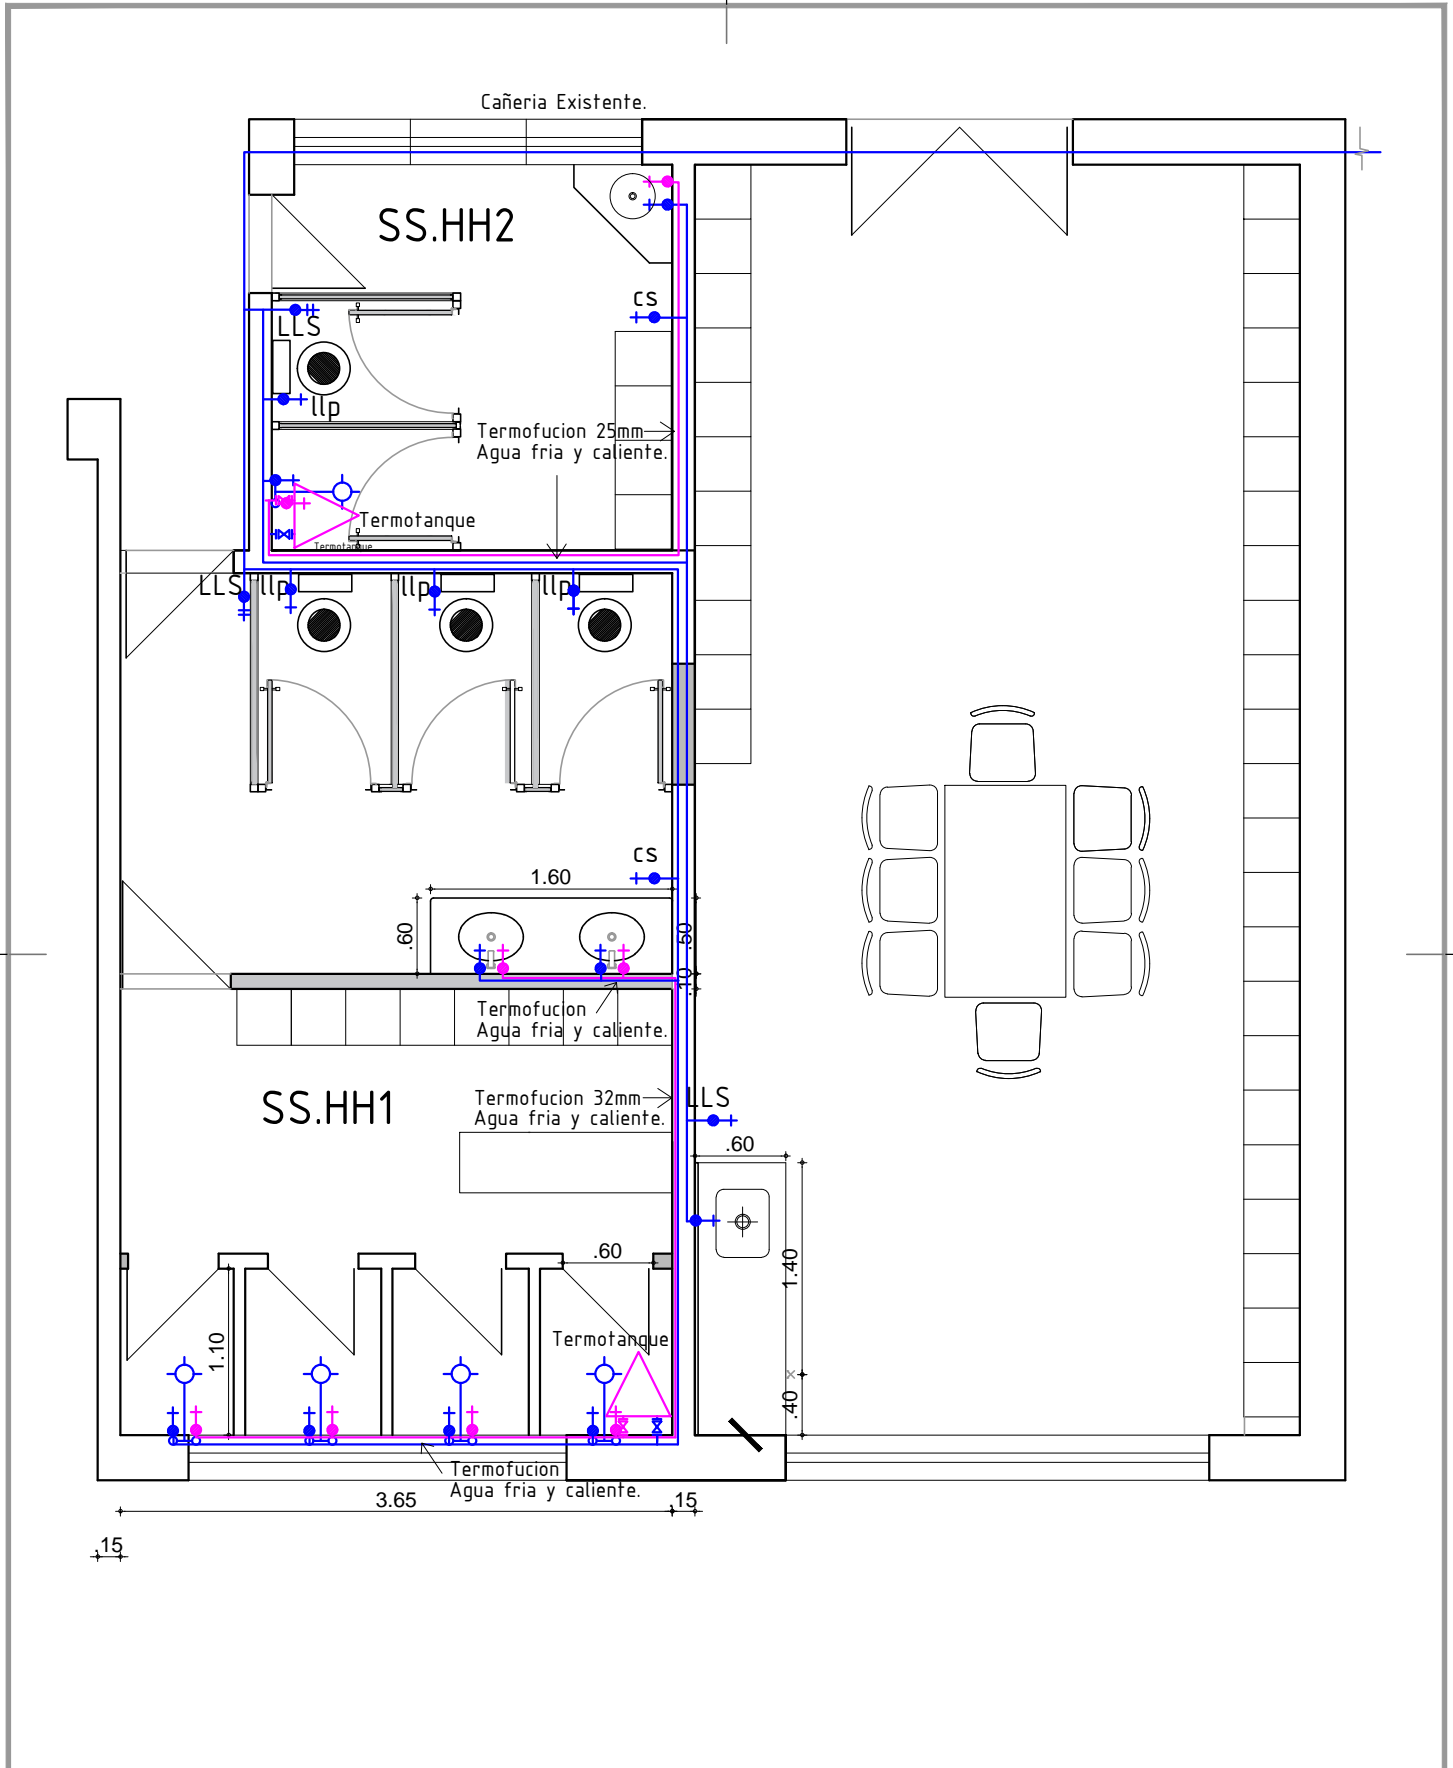 Cañeria Existente.
SS.HH2
cs
LLS
llp
Termofucion 25mm
Agua fria y caliente.
Termotanque
Termotanque
LLS
llp
llp
llp
cs
1.60
.60
.50
.10
Termofucion
Agua fria y caliente.
SS.HH1
Termofucion 32mm
Agua fria y caliente.
LLS
.60
.60
1.40
1.10
Termotanque
.40
Termofucion
Agua fria y caliente.
3.65
.15
.15